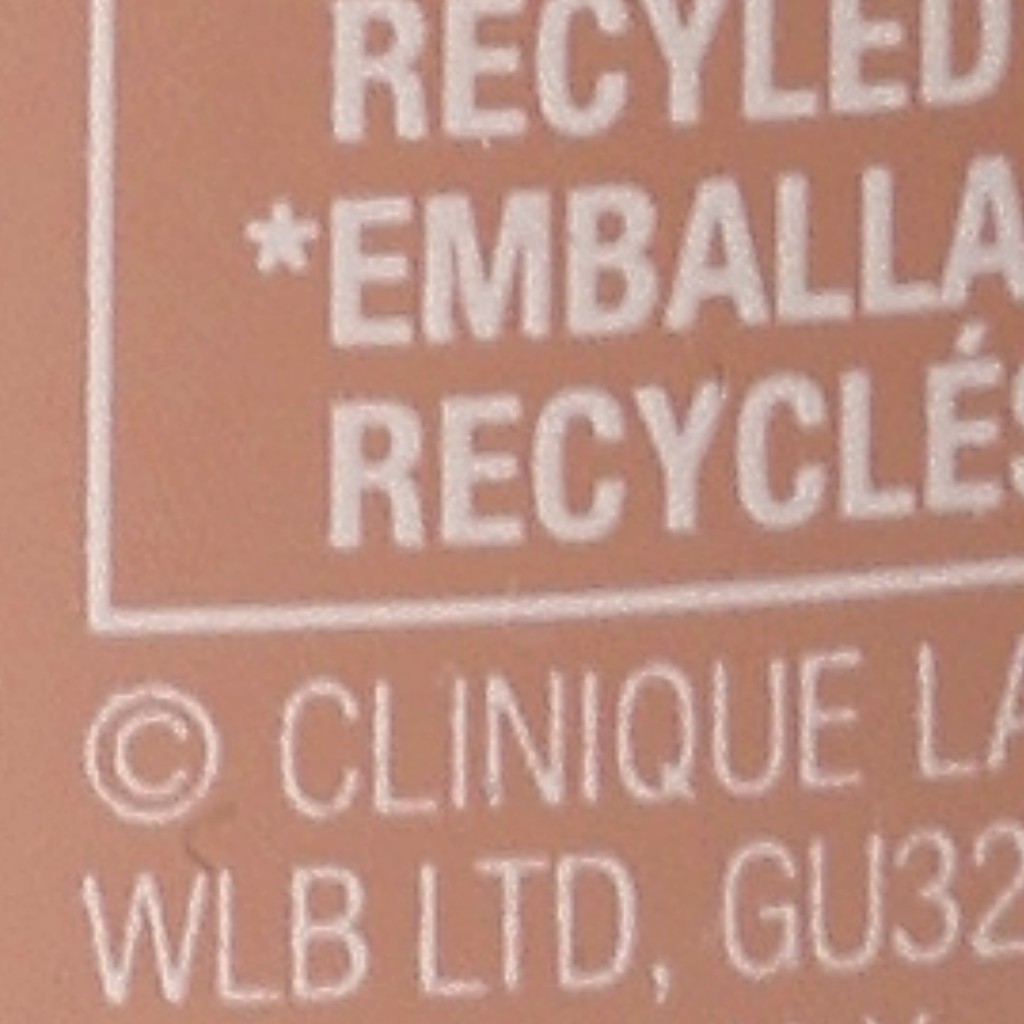 RECYLED
*EMBALLA
RECYCLÉS
© CLINIQUE LA
WLB LTD, GU32